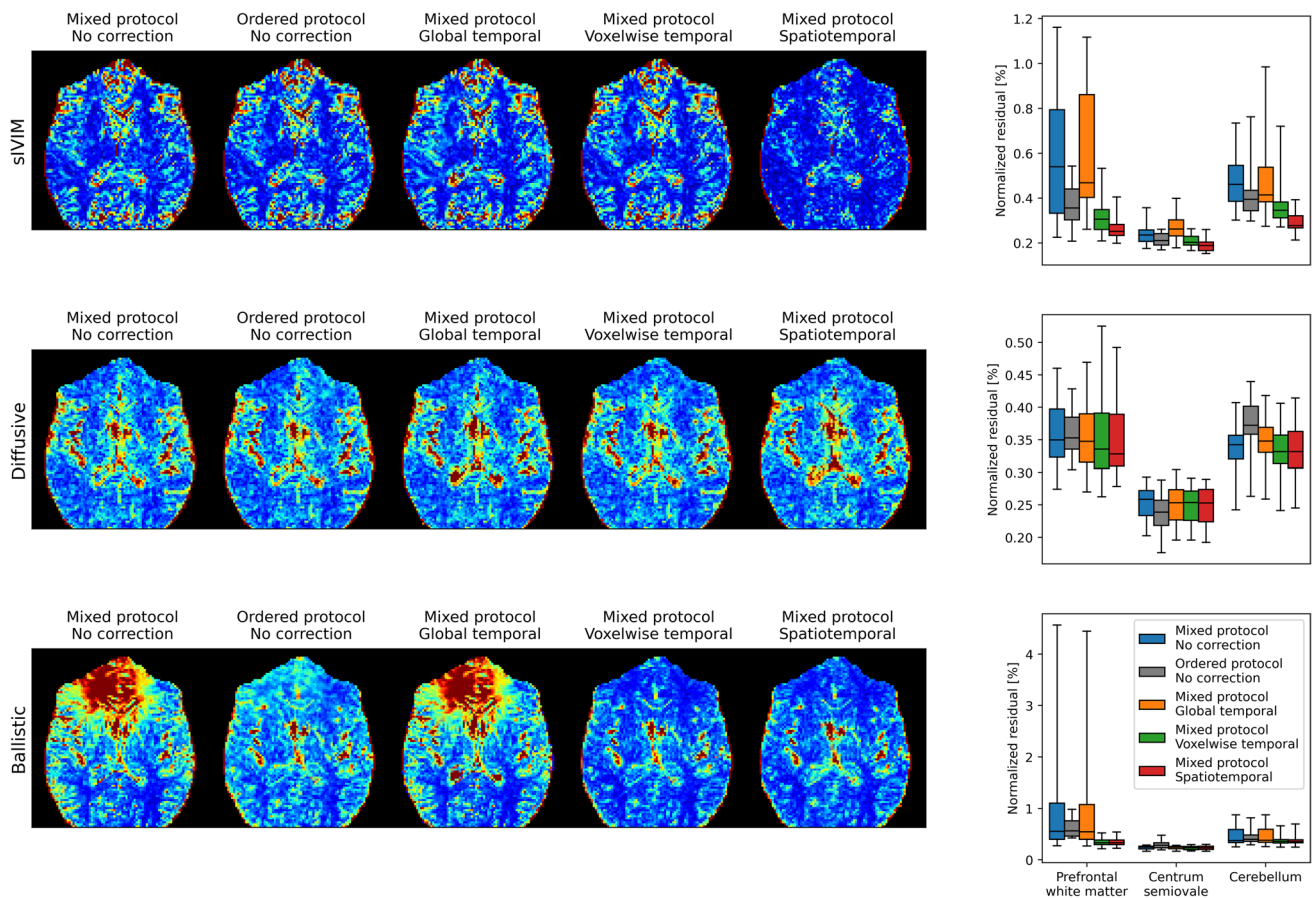 Mixed protocol
No correction
Ordered protocol
No correction
Mixed protocol
Global temporal
Mixed protocol
Voxelwise temporal
Mixed protocol
Spatiotemporal
sIVIM
Normalized residual [%]
1.2
1.0
0.8
0.6
0.4
0.2
Mixed protocol
No correction
Ordered protocol
No correction
Mixed protocol
Global temporal
Mixed protocol
Voxelwise temporal
Mixed protocol
Spatiotemporal
Diffusive
Normalized residual [%]
0.50
0.45
0.40
0.35
0.30
0.25
0.20
Mixed protocol
No correction
Ordered protocol
No correction
Mixed protocol
Global temporal
Mixed protocol
Voxelwise temporal
Mixed protocol
Spatiotemporal
Ballistic
Normalized residual [%]
4
3
2
1
0
Mixed protocol
No correction
Ordered protocol
No correction
Mixed protocol
Global temporal
Mixed protocol
Voxelwise temporal
Mixed protocol
Spatiotemporal
Prefrontal
white matter
Centrum
semiovale
Cerebellum